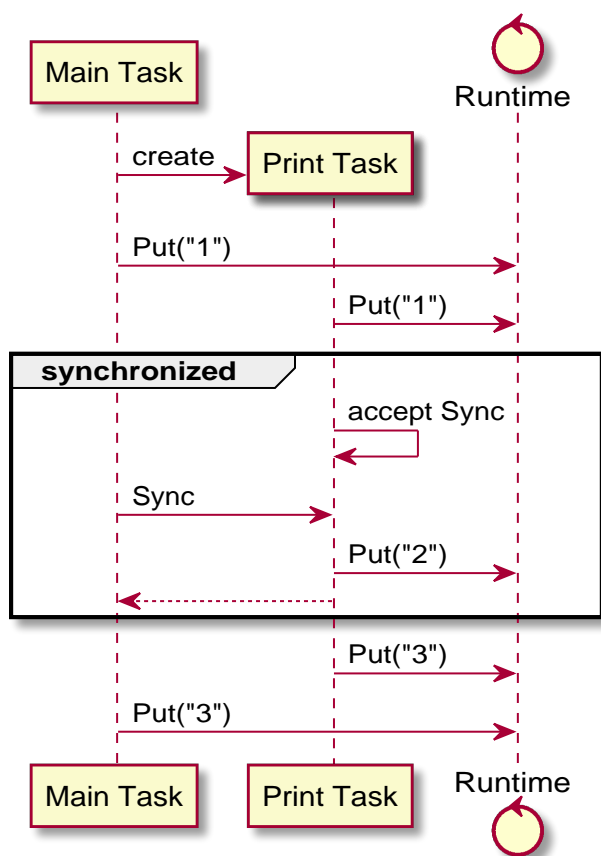 Main Task
Runtime
create
Print Task
Put("1")
Put("1")
synchronized
accept Sync
Sync
Put("2")
Put("3")
Put("3")
Main Task
Print Task
Runtime